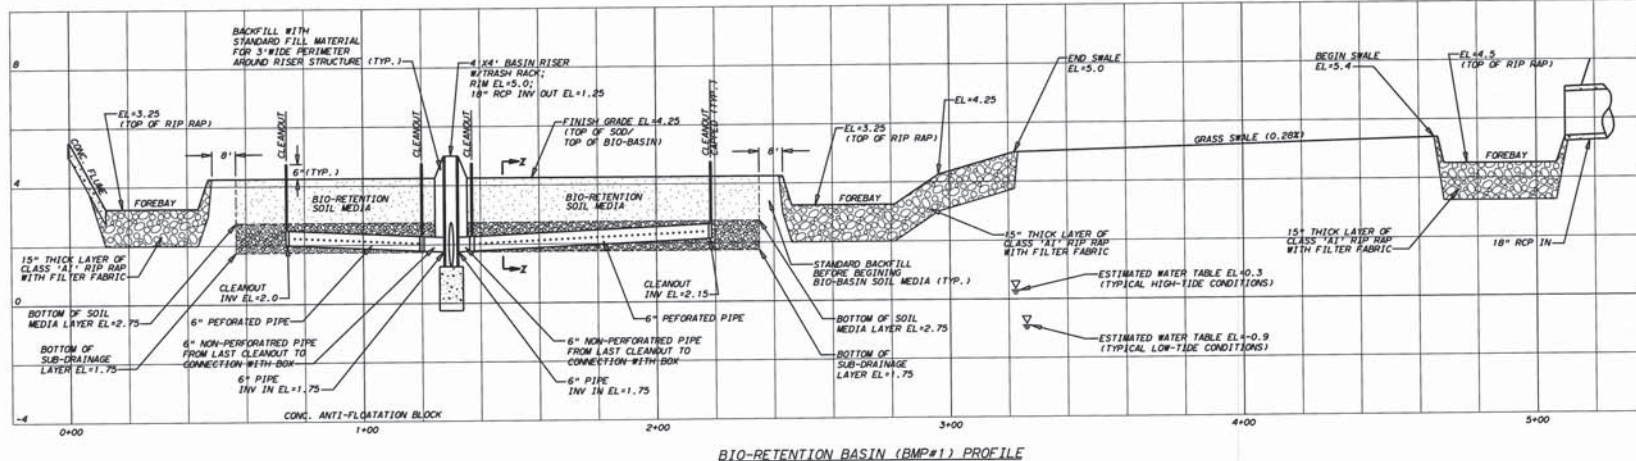 BACKFILL WITH
STANDARD FILL MATERIAL
FOR 3'WIDE PERIMETER
AROUND RISER STRUCTURE (TYP.)
4'X4' BASIN RISER
W/TRASH RACK;
RIM EL=5.0;
18" RCP INV OUT EL=1.25
END SWALE
EL=5.0
BEGIN SWALE
EL=5.4
EL=4.5
(TOP OF RIP RAP)
8
EL=3.25
(TOP OF RIP RAP)
CONC. FLUME
8'
CLEANOUT
6"(TYP.)
CLEANOUT
CLEANOUT
Z
FINISH GRADE EL=4.25
(TOP OF SOD/
TOP OF BIO-BASIN)
CLEANOUT
CAPPED (TYP.)
8'
EL=3.25
(TOP OF RIP RAP)
EL=4.25
GRASS SWALE (0.28%)
4
FOREBAY
BIO-RETENTION
SOIL MEDIA
BIO-RETENTION
SOIL MEDIA
FOREBAY
FOREBAY
15" THICK LAYER OF
CLASS 'AI' RIP RAP
WITH FILTER FABRIC
CLEANOUT
INV EL=2.0
Z
CLEANOUT
INV EL=2.15
STANDARD BACKFILL
BEFORE BEGINING
BIO-BASIN SOIL MEDIA (TYP.)
15" THICK LAYER OF
CLASS 'AI' RIP RAP
WITH FILTER FABRIC
15" THICK LAYER OF
CLASS 'AI' RIP RAP
WITH FILTER FABRIC
18" RCP IN
ESTIMATED WATER TABLE EL=0.3
(TYPICAL HIGH-TIDE CONDITIONS)
0
BOTTOM OF SOIL
MEDIA LAYER EL=2.75
6" PEFORATED PIPE
6" PEFORATED PIPE
BOTTOM OF SOIL
MEDIA LAYER EL=2.75
ESTIMATED WATER TABLE EL=-0.9
(TYPICAL LOW-TIDE CONDITIONS)
BOTTOM OF
SUB-DRAINAGE
LAYER EL=1.75
6" NON-PERFORATRED PIPE
FROM LAST CLEANOUT TO
CONNECTION WITH BOX
6" NON-PERFORATRED PIPE
FROM LAST CLEANOUT TO
CONNECTION WITH BOX
BOTTOM OF
SUB-DRAINAGE
LAYER EL=1.75
6" PIPE
INV IN EL=1.75
6" PIPE
INV IN EL=1.75
CONC. ANTI-FLOATATION BLOCK
-4
0+00
1+00
2+00
3+00
4+00
5+00
BIO-RETENTION BASIN (BMP#1) PROFILE